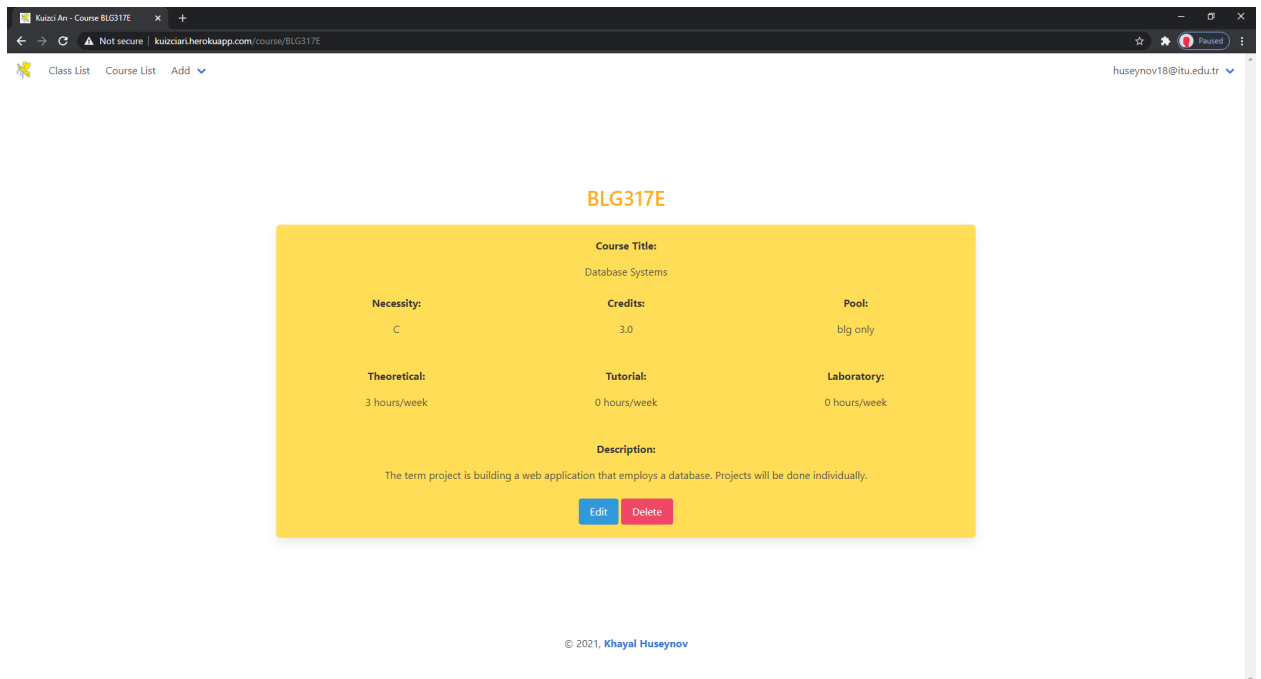 Kuizci Arı - Course BLG317E
Not secure | kuizciari.herokuapp.com/course/BLG317E
Paused
Class List Course List Add
huseynov18@itu.edu.tr
BLG317E
Course Title:
Database Systems
Necessity: Credits: Pool:
C 3.0 blg only
Theoretical: Tutorial: Laboratory:
3 hours/week 0 hours/week 0 hours/week
Description:
The term project is building a web application that employs a database. Projects will be done individually.
Edit Delete
© 2021, Khayal Huseynov